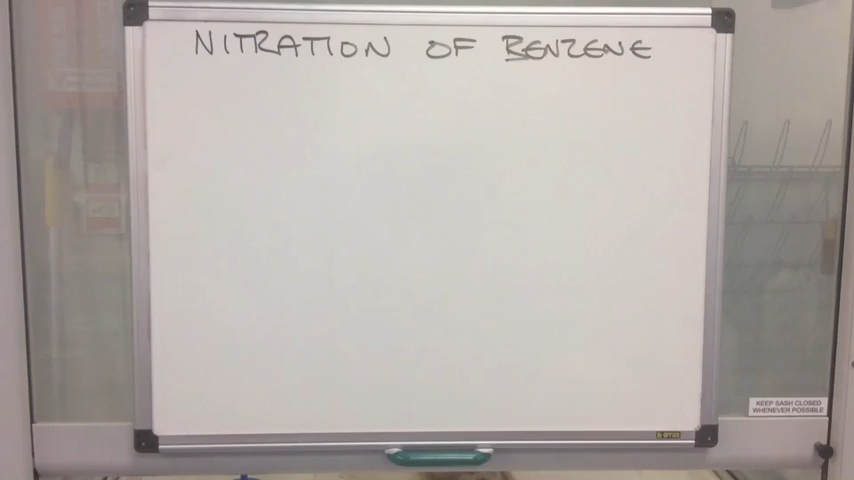 NITRATION OF BENZENE
KEEP SASH CLOSED
WHENEVER POSSIBLE